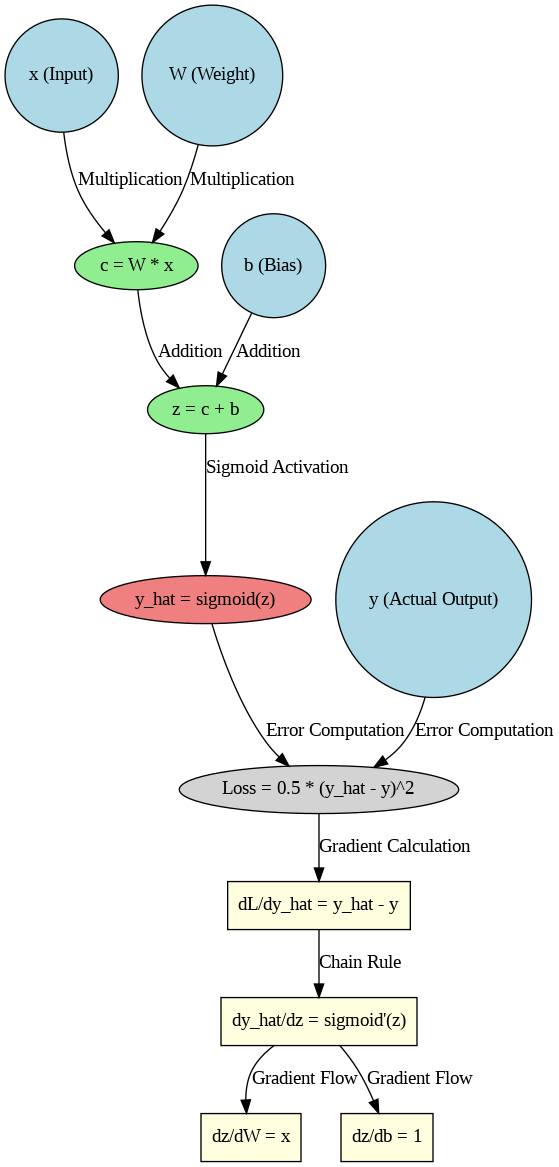 x (Input)
W (Weight)
Multiplication
Multiplication
c = W * x
b (Bias)
Addition
Addition
z = c + b
Sigmoid Activation
y_hat = sigmoid(z)
y (Actual Output)
Error Computation
Error Computation
Loss = 0.5 * (y_hat - y)^2
Gradient Calculation
dL/dy_hat = y_hat - y
Chain Rule
dy_hat/dz = sigmoid'(z)
Gradient Flow
Gradient Flow
dz/dW = x
dz/db = 1